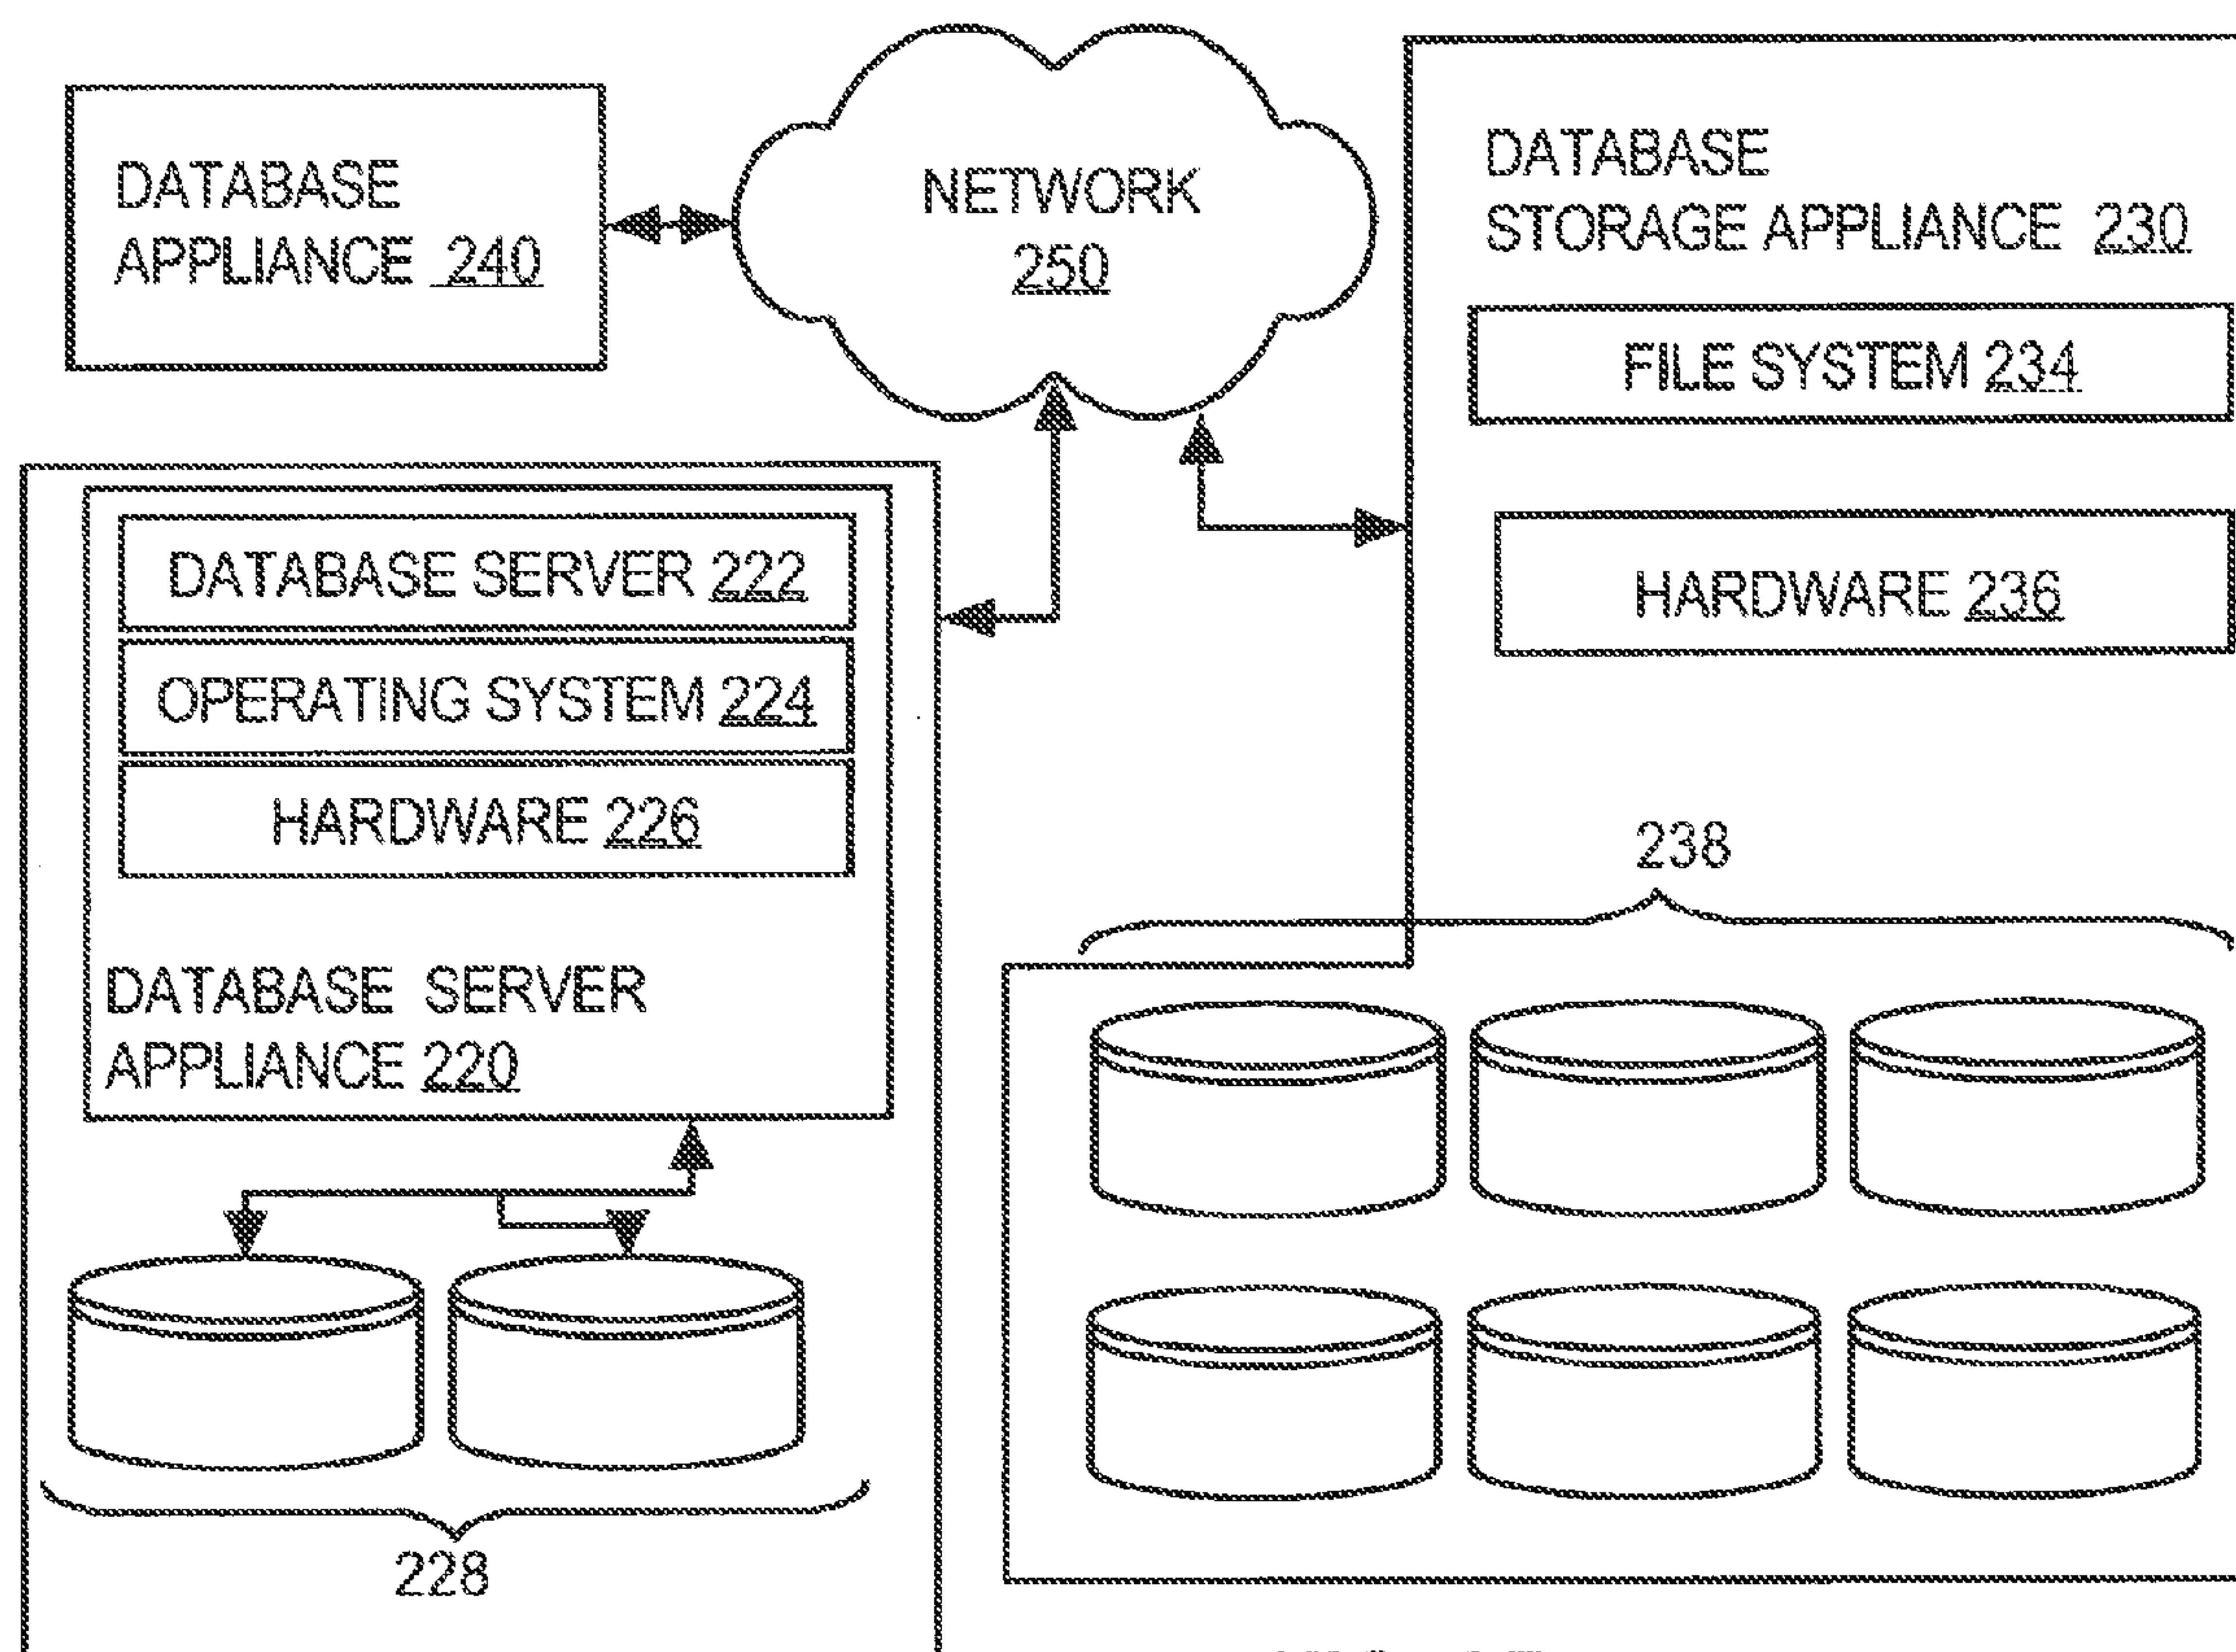 DATABASE
APPLIANCE 240
NETWORK
250
DATABASE
STORAGE APPLIANCE 230
FILE SYSTEM 234
HARDWARE 236
DATABASE SERVER 222
OPERATING SYSTEM 224
HARDWARE 226
DATABASE SERVER
APPLIANCE 220
238
228